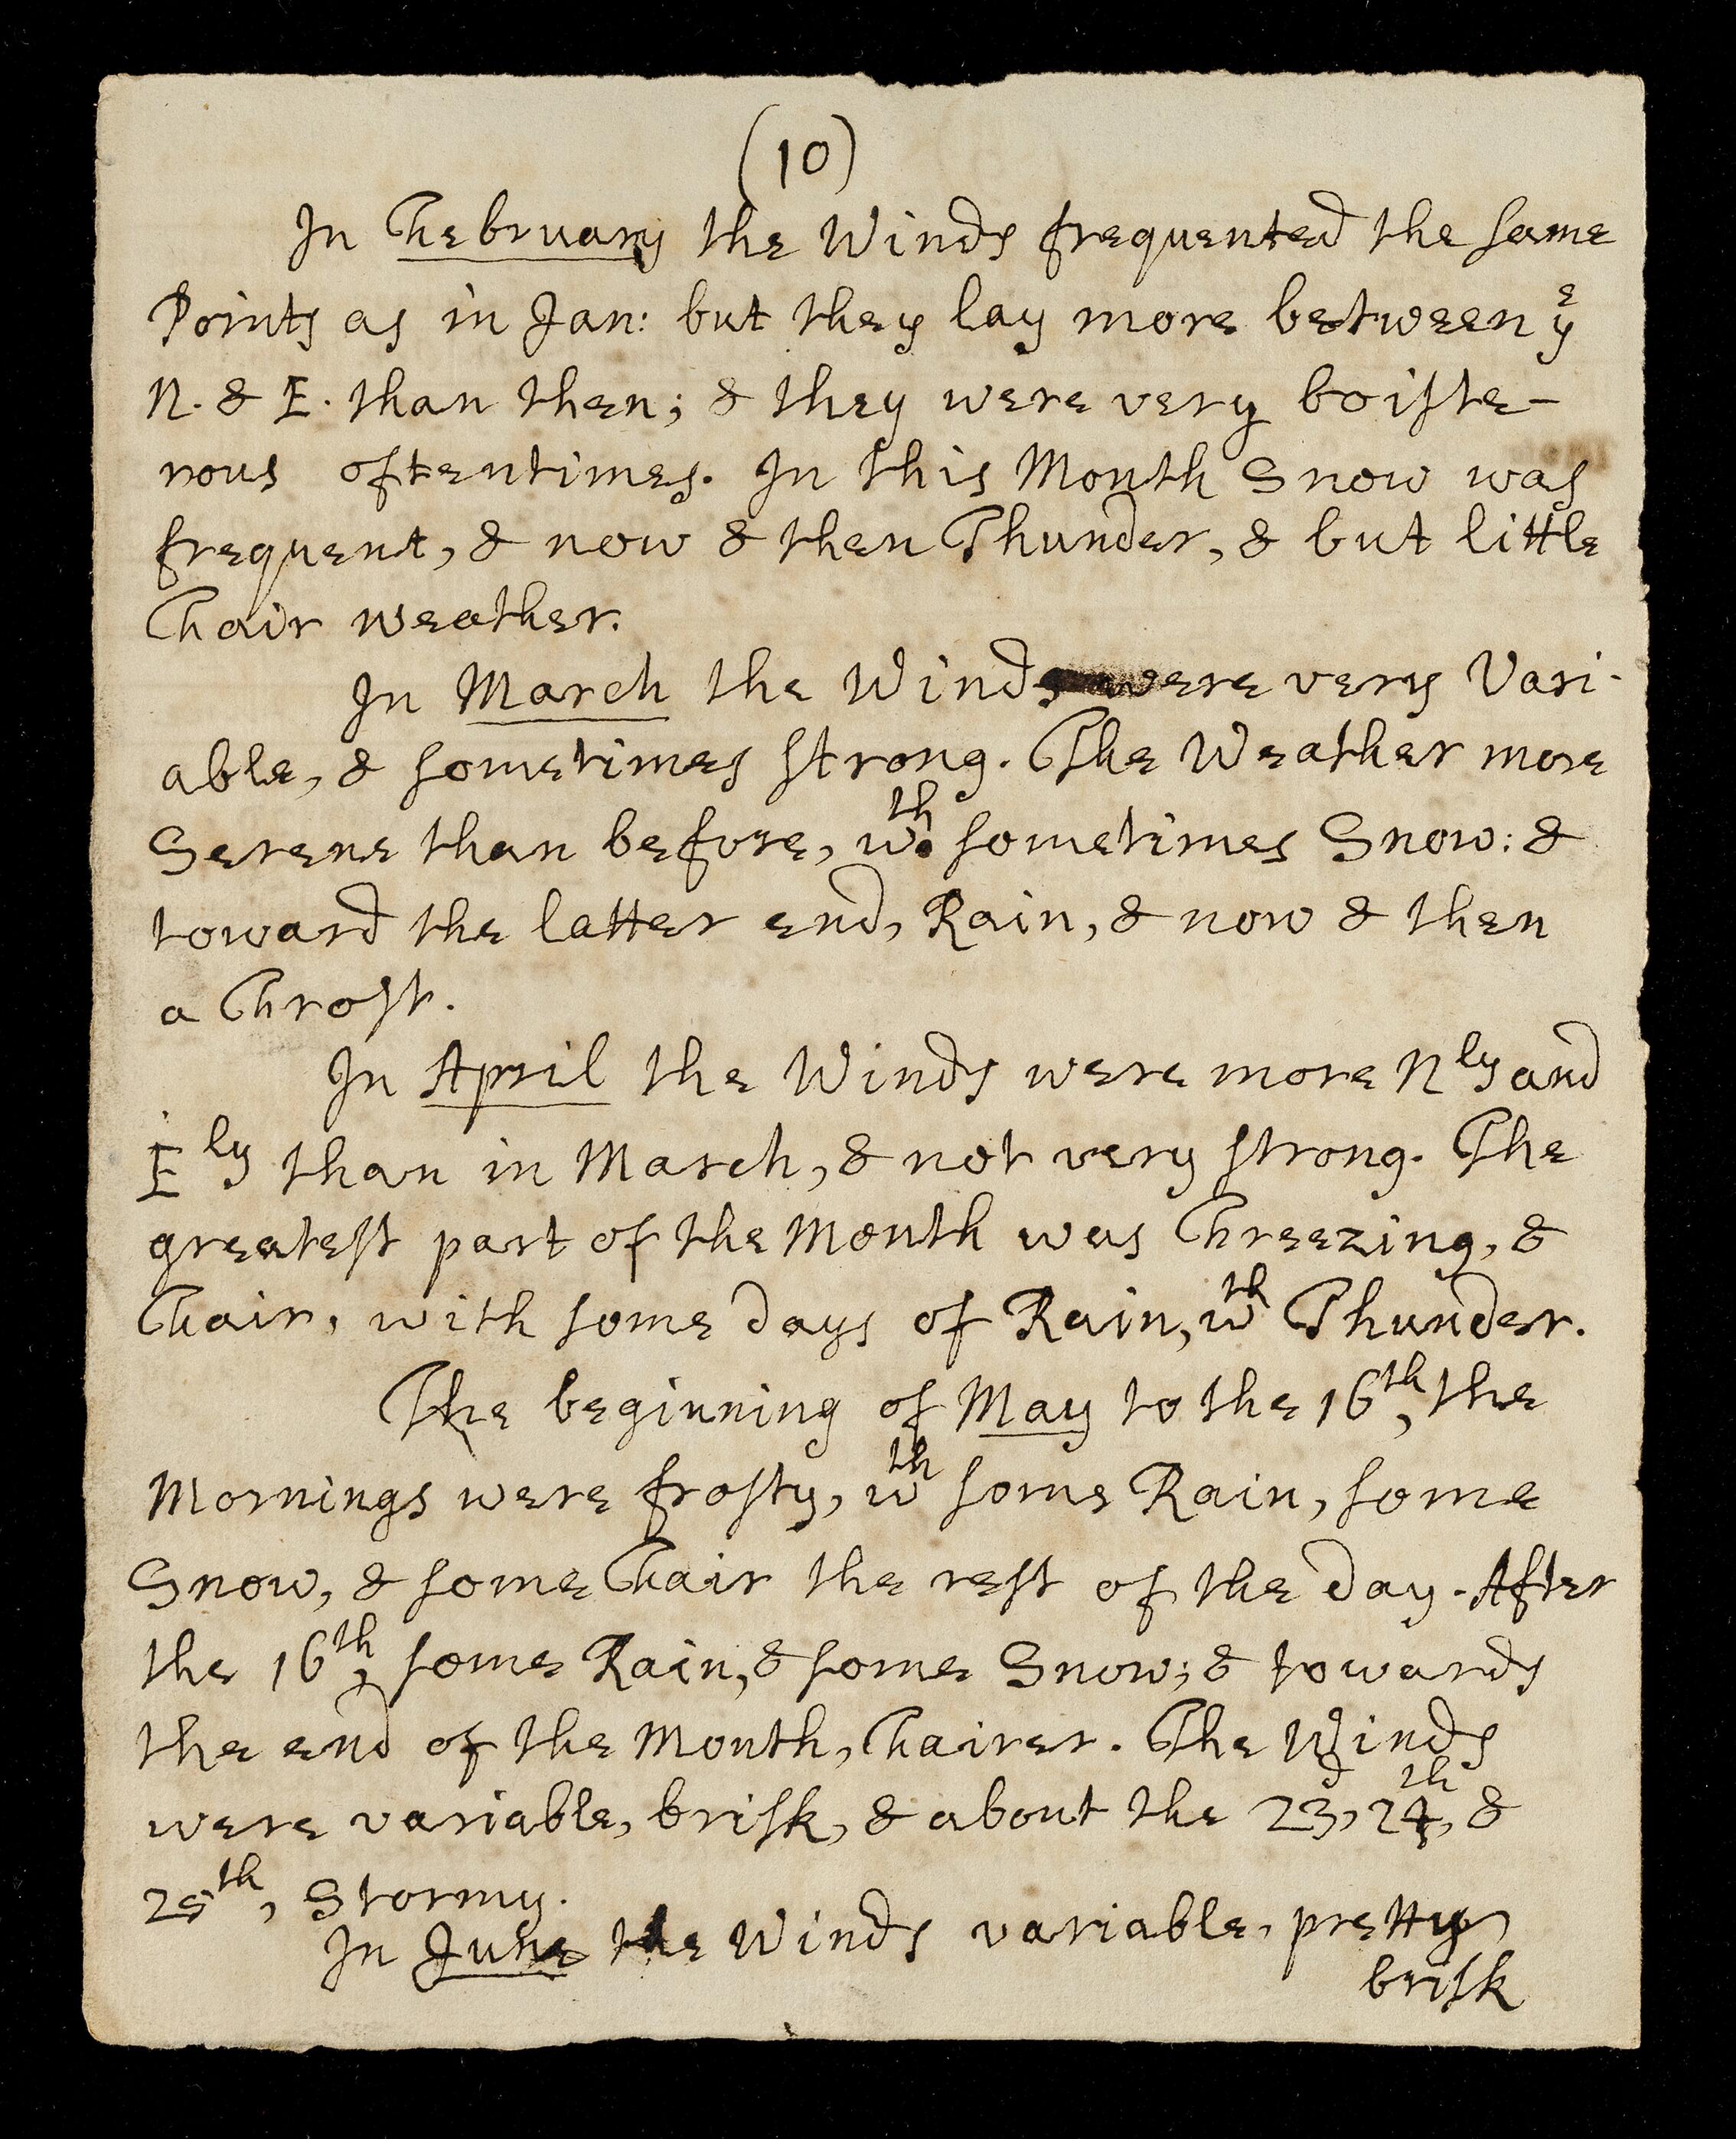 (10)
In February the Winds frequented the same
Points as in Jan: but they lay more between yᵉ
N. & E. than then; & they were very boiste-
rous oftentimes. In this Month Snow was
frequent, & now & then Thunder, & but little
Fair weather.
In March the Winds were very Vari-
able, & sometimes strong. The Weather more
Serene than before, wᵗʰ. sometimes Snow: &
toward the latter end, Rain, & now & then
a Frost.
In April the Winds were more Nˡʸ and
Eˡʸ than in March, & not very strong. The
greatest part of the Month was Freezing, &
Fair, with some days of Rain, wᵗʰ Thunder.
The beginning of May to the 16ᵗʰ, the
Mornings were frosty, wᵗʰ some Rain, some
Snow, & some Fair the rest of the day. After
the 16ᵗʰ, some Rain, & some Snow; & towards
the end of the Month, Fairer. The Winds
were variable, brisk, & about the 23ᵈ, 24ᵗʰ, &
25ᵗʰ, Stormy.
In June the Winds variable, pretty
brisk